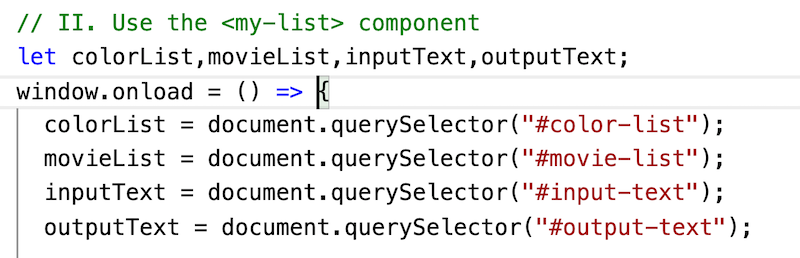 // II. Use the <my-list> component
let colorList,movieList,inputText,outputText;
window.onload = () => {
colorList = document.querySelector("#color-list");
movieList = document.querySelector("#movie-list");
inputText = document.querySelector("#input-text");
outputText = document.querySelector("#output-text");